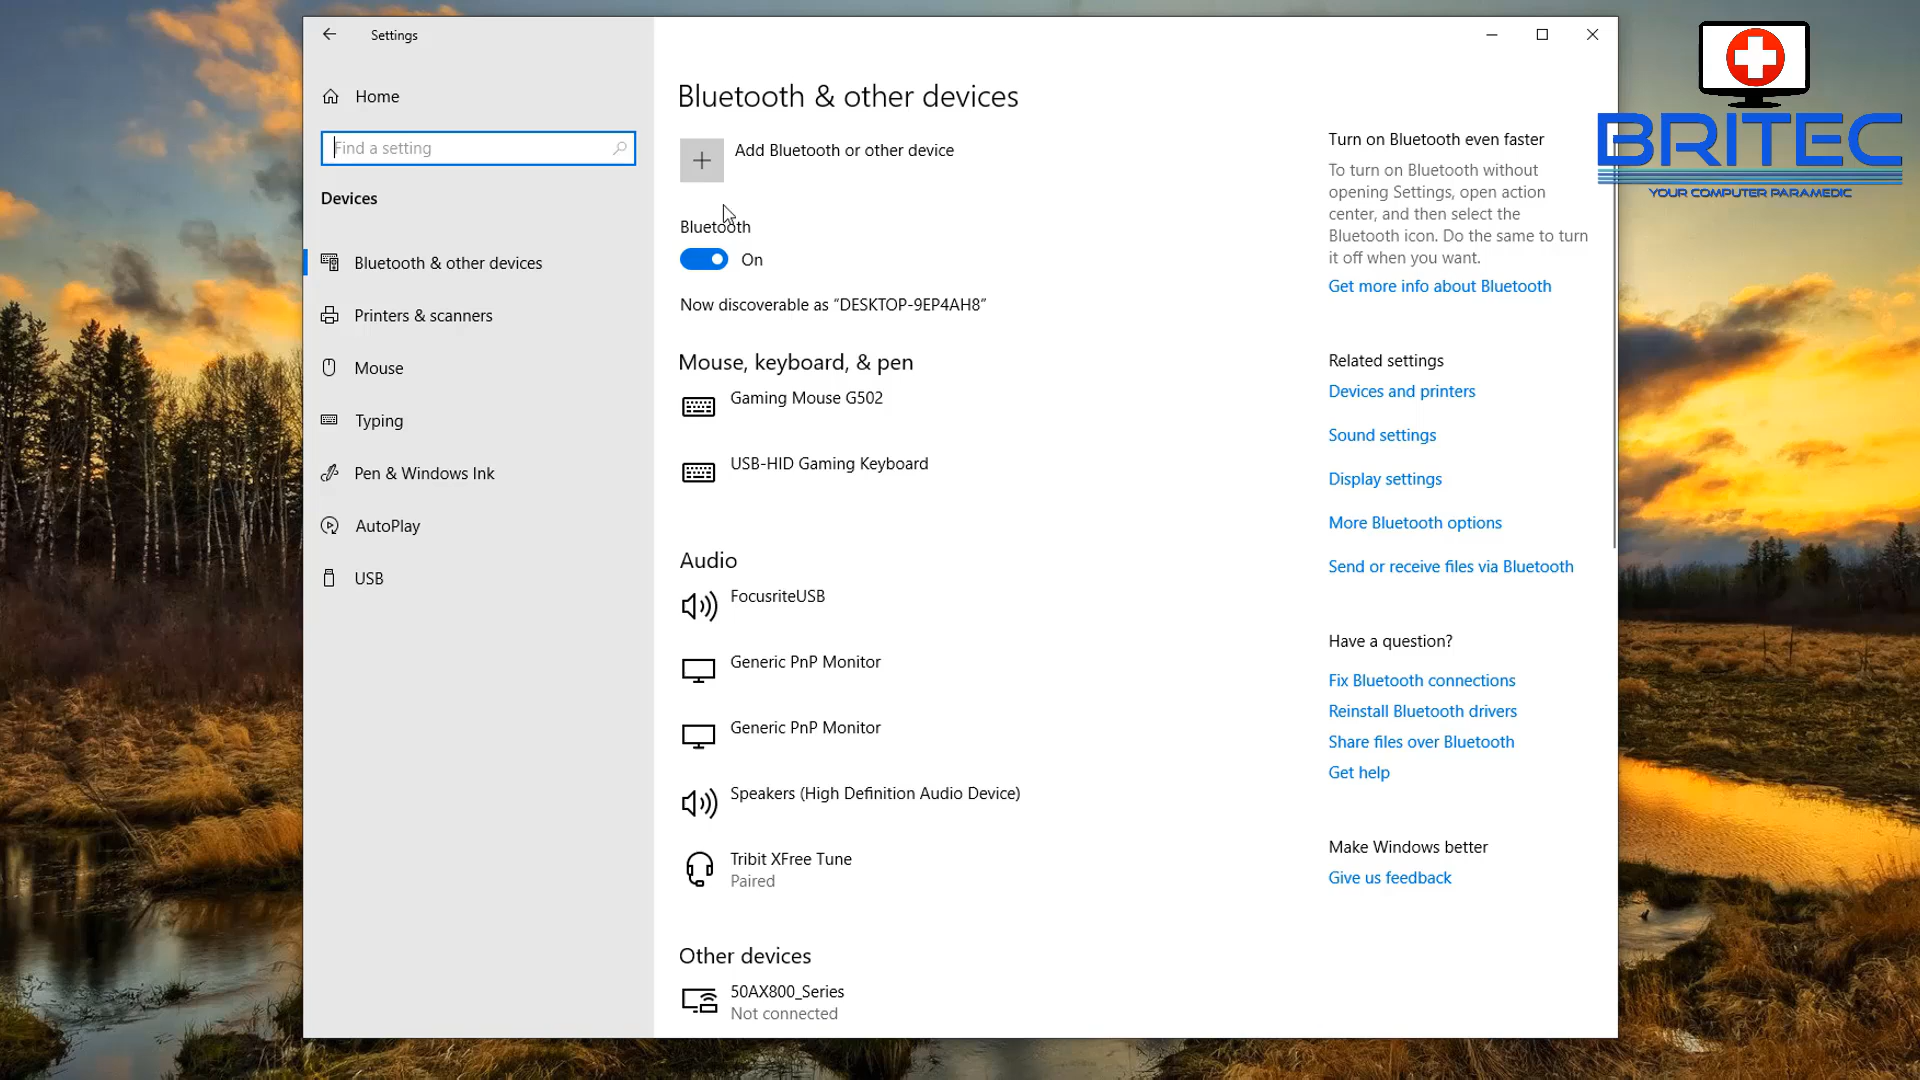 Settings
Home
Find a setting
Devices
Bluetooth & other devices
Printers & scanners
Mouse
Typing
Pen & Windows Ink
AutoPlay
USB
Bluetooth & other devices
Add Bluetooth or other device
Bluetooth
On
Now discoverable as “DESKTOP-9EP4AH8”
Mouse, keyboard, & pen
Gaming Mouse G502
USB-HID Gaming Keyboard
Audio
FocusriteUSB
Generic PnP Monitor
Generic PnP Monitor
Speakers (High Definition Audio Device)
Tribit XFree Tune
Paired
Other devices
50AX800_Series
Not connected
Turn on Bluetooth even faster
To turn on Bluetooth without
opening Settings, open action
center, and then select the
Bluetooth icon. Do the same to turn
it off when you want.
Get more info about Bluetooth
Related settings
Devices and printers
Sound settings
Display settings
More Bluetooth options
Send or receive files via Bluetooth
Have a question?
Fix Bluetooth connections
Reinstall Bluetooth drivers
Share files over Bluetooth
Get help
Make Windows better
Give us feedback
BRITEC
YOUR COMPUTER PARAMEDIC